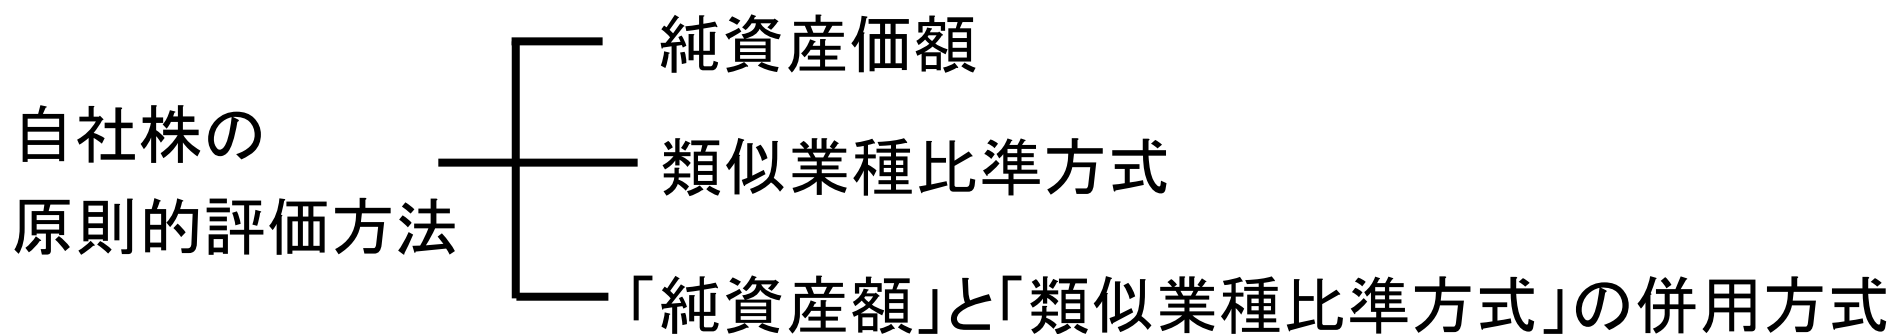 自社株の
原則的評価方法
純資産価額
類似業種比準方式
「純資産額」と「類似業種比準方式」の併用方式